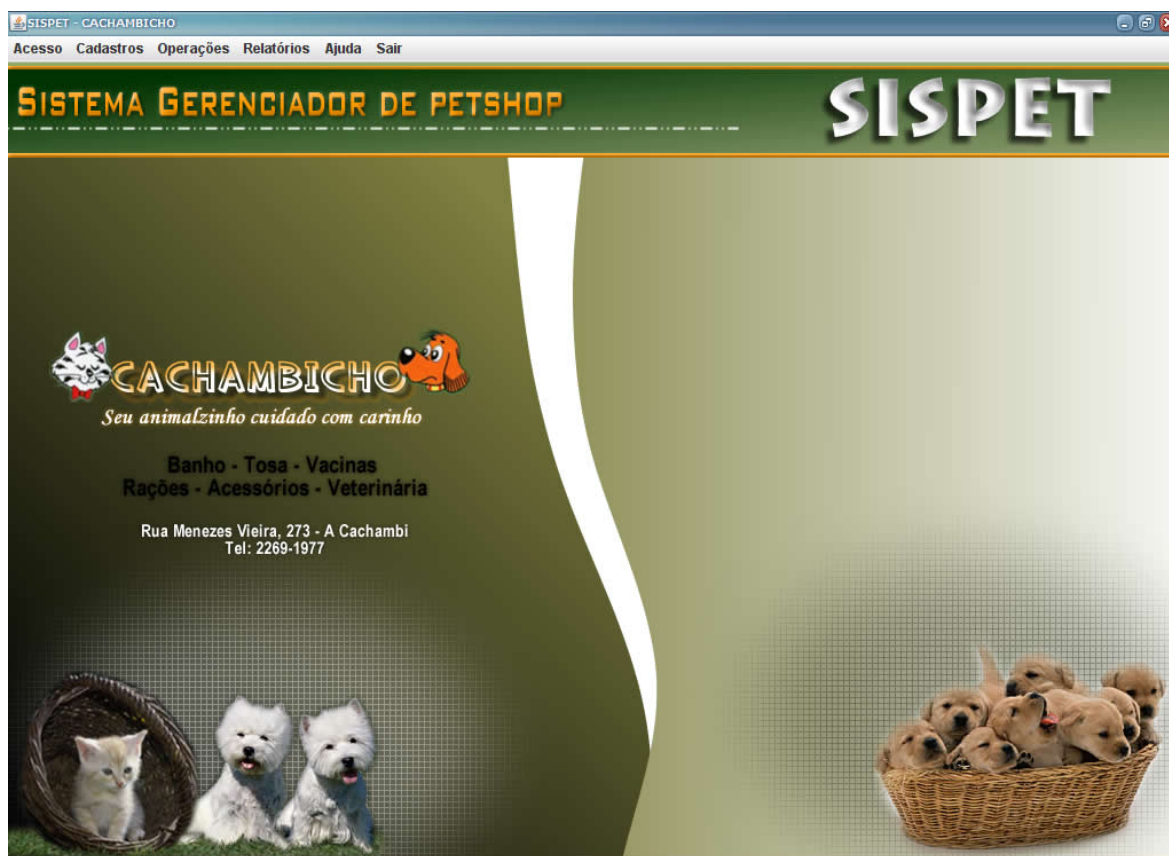 SISPET - CACHAMBICHO
Acesso Cadastros Operações Relatórios Ajuda Sair
SISTEMA GERENCIADOR DE PETSHOP
SISPET
CACHAMBICHO
Seu animalzinho cuidado com carinho
Banho - Tosa - Vacinas
Rações - Acessórios - Veterinária
Rua Menezes Vieira, 273 - A Cachambi
Tel: 2269-1977